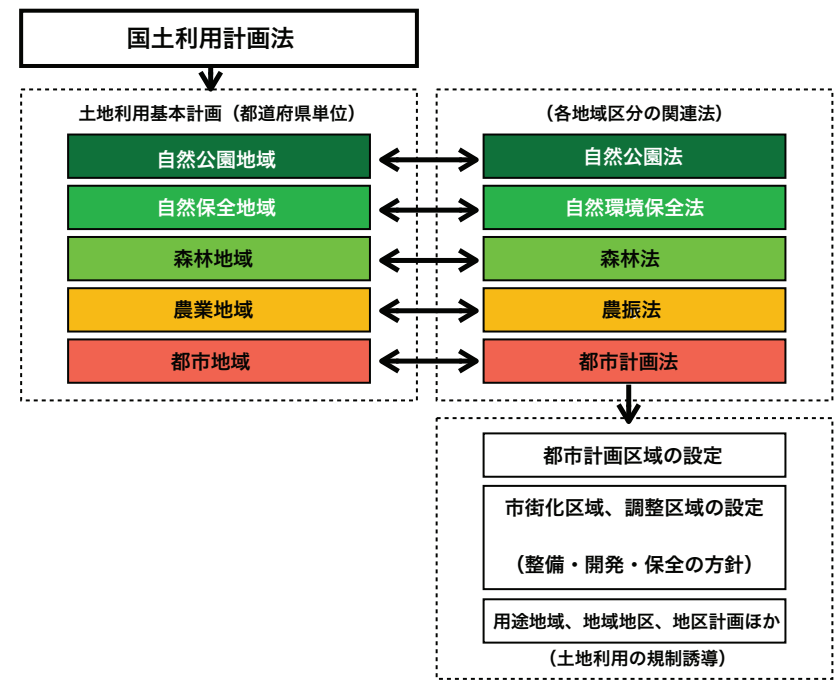 国土利用計画法
土地利用基本計画（都道府県単位）
自然公園地域
自然保全地域
森林地域
農業地域
都市地域
（各地域区分の関連法）
自然公園法
自然環境保全法
森林法
農振法
都市計画法
都市計画区域の設定
市街化区域、調整区域の設定
（整備・開発・保全の方針）
用途地域、地域地区、地区計画ほか
（土地利用の規制誘導）